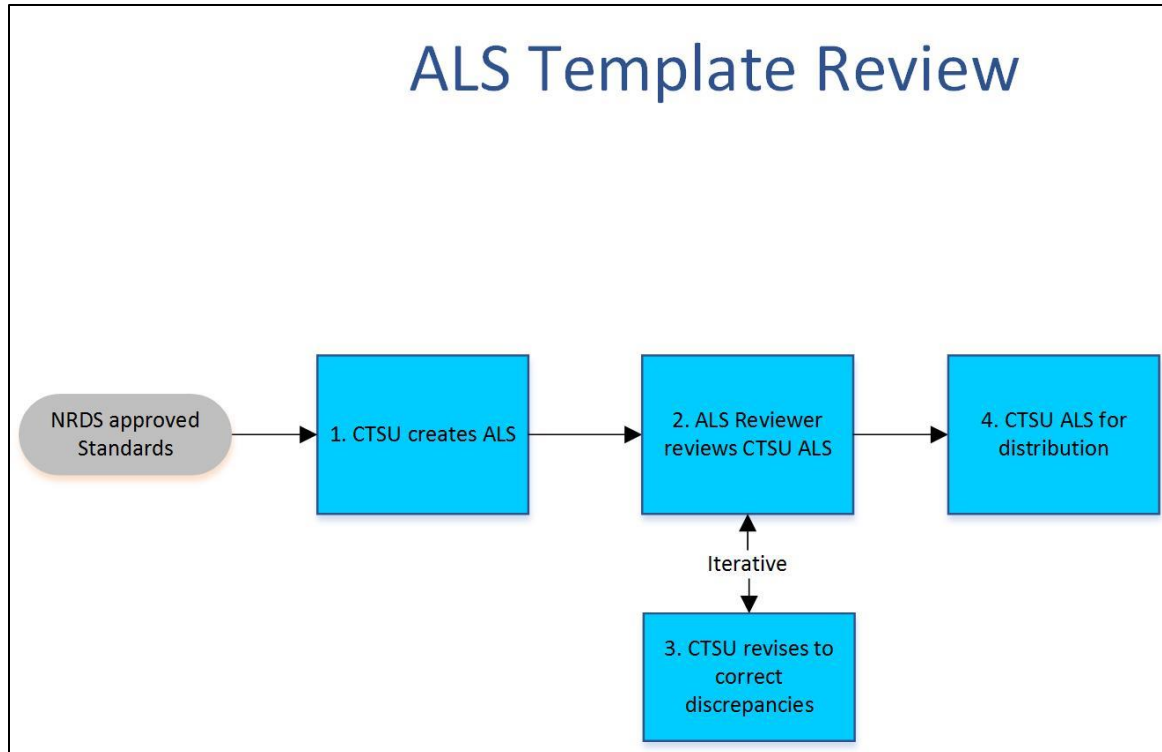 ALS Template Review
NRDS approved
Standards
1. CTSU creates ALS
2. ALS Reviewer
reviews CTSU ALS
4. CTSU ALS for
distribution
Iterative
3. CTSU revises to
correct
discrepancies